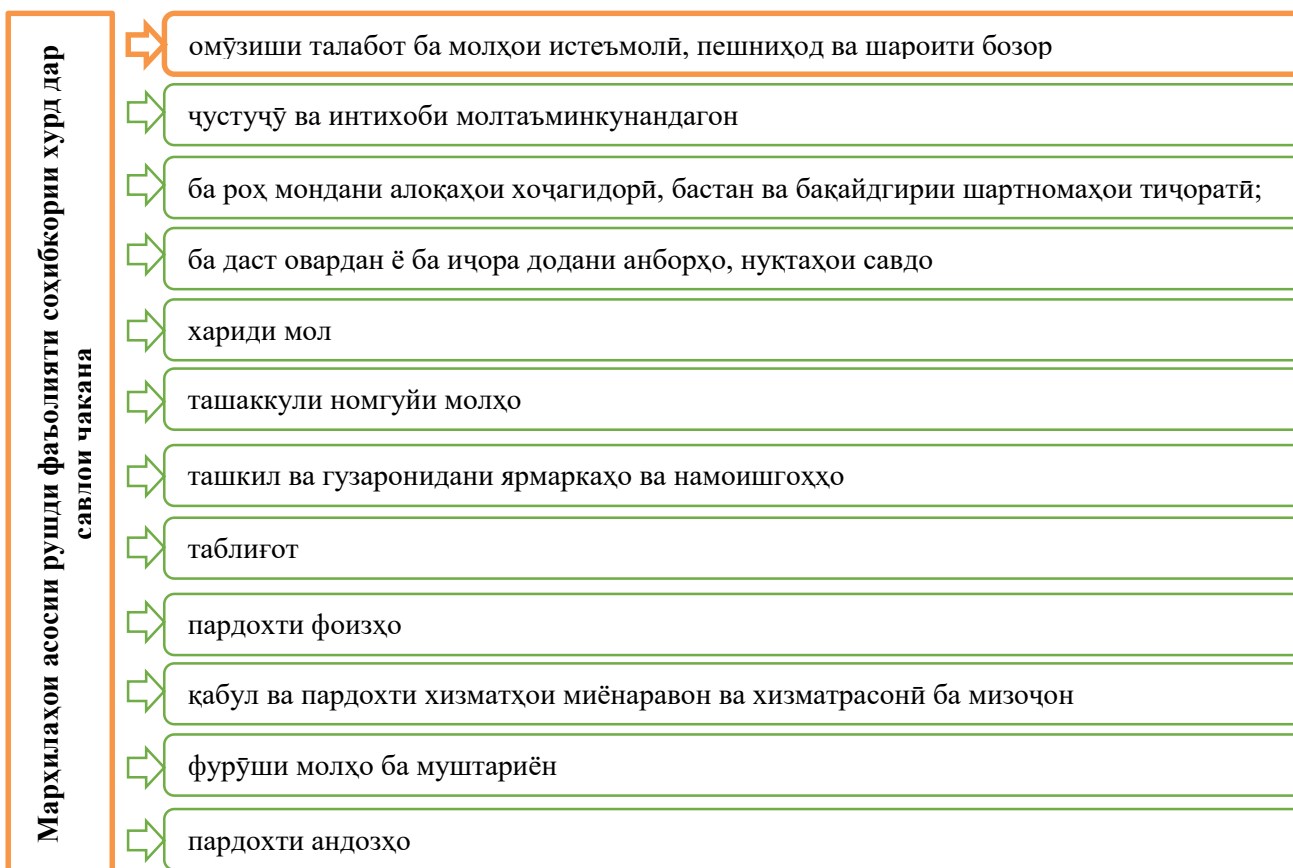 Марҳилаҳои асосии рушди фаъолияти соҳибкории хурд дар
савлои чакана
омӯзиши талабот ба молҳои истеъмолӣ, пешниҳод ва шароити бозор
ҷустуҷӯ ва интихоби молтаъминкунандагон
ба роҳ мондани алоқаҳои хоҷагидорӣ, бастан ва бақайдгирии шартномаҳои тиҷоратӣ;
ба даст овардан ё ба иҷора додани анборҳо, нуқтаҳои савдо
хариди мол
ташаккули номгуйи молҳо
ташкил ва гузаронидани ярмаркаҳо ва намоишгоҳҳо
таблиғот
пардохти фоизҳо
қабул ва пардохти хизматҳои миёнаравон ва хизматрасонӣ ба мизоҷон
фурӯши молҳо ба муштариён
пардохти андозҳо